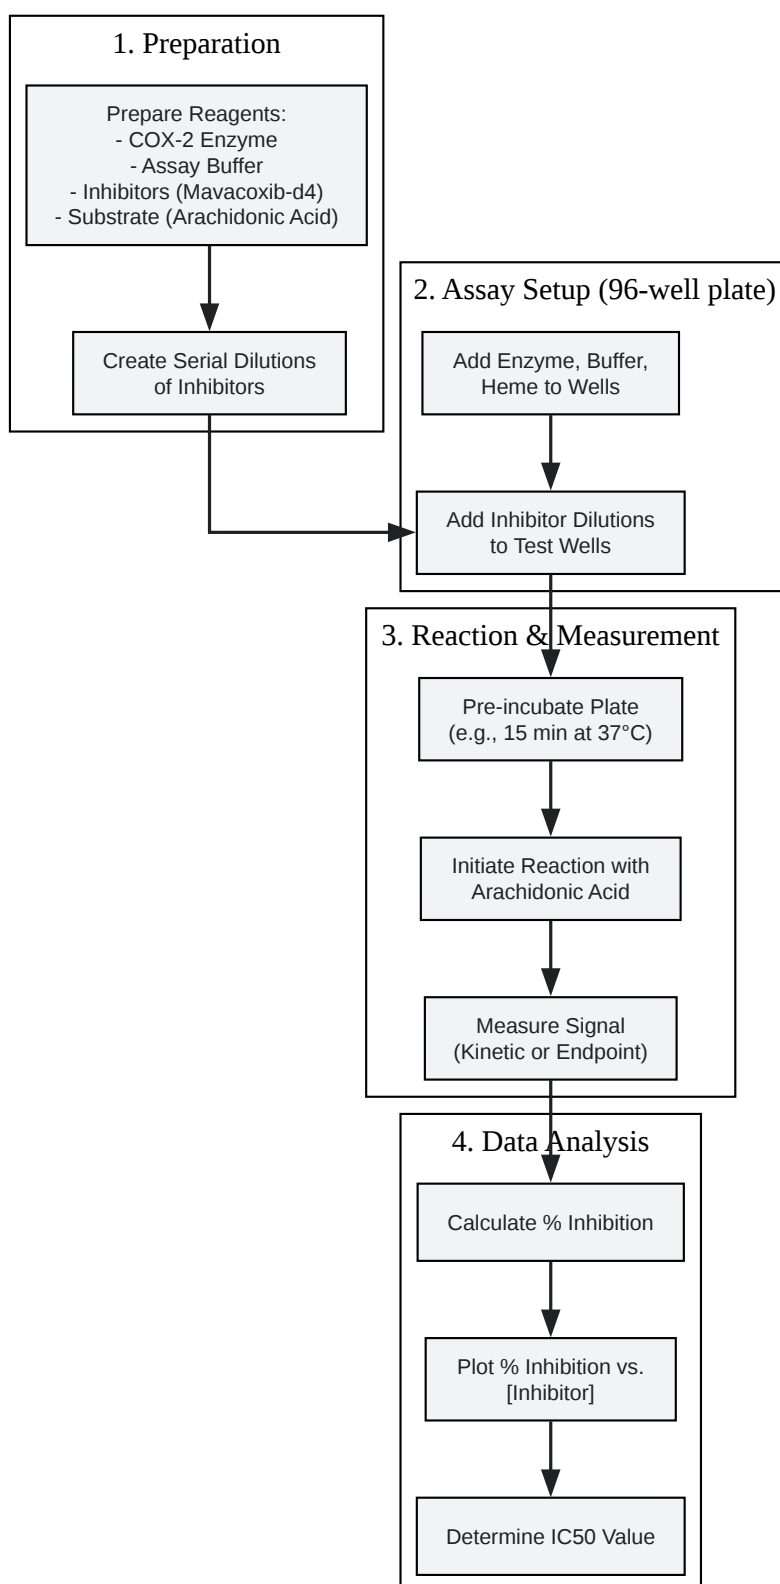 1. Preparation
Prepare Reagents:
- COX-2 Enzyme
- Assay Buffer
- Inhibitors (Mavacoxib-d4)
- Substrate (Arachidonic Acid)
Create Serial Dilutions
of Inhibitors
2. Assay Setup (96-well plate)
Add Enzyme, Buffer,
Heme to Wells
Add Inhibitor Dilutions
to Test Wells
3. Reaction & Measurement
Pre-incubate Plate
(e.g., 15 min at 37°C)
Initiate Reaction with
Arachidonic Acid
Measure Signal
(Kinetic or Endpoint)
4. Data Analysis
Calculate % Inhibition
Plot % Inhibition vs.
[Inhibitor]
Determine IC50 Value